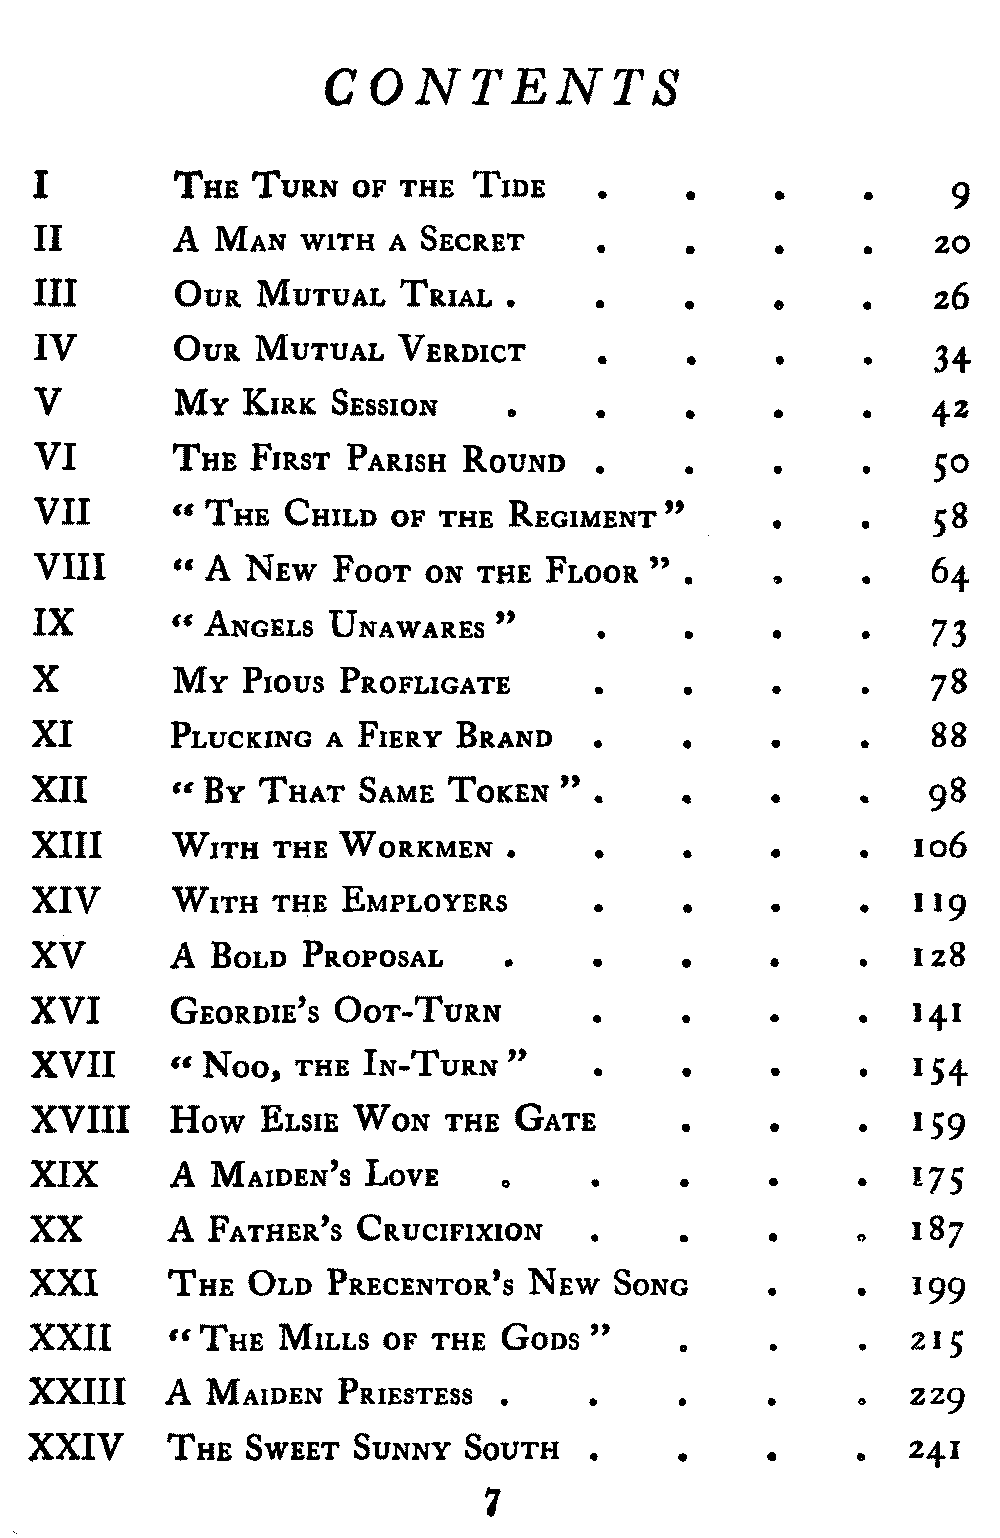 CONTENTS
I The Turn of the Tide . . . . 9
II A Man with a Secret . . . . 20
III Our Mutual Trial . . . . . 26
IV Our Mutual Verdict . . . . 34
V My Kirk Session . . . . . 42
VI The First Parish Round . . . . 50
VII “ The Child of the Regiment ” . . 58
VIII “ A New Foot on the Floor ” . . . 64
IX “ Angels Unawares ” . . . . 73
X My Pious Profligate . . . . 78
XI Plucking a Fiery Brand . . . . 88
XII “ By That Same Token ” . . . . 98
XIII With the Workmen . . . . . 106
XIV With the Employers . . . . 119
XV A Bold Proposal . . . . . 128
XVI Geordie’s Oot-Turn . . . . 141
XVII “ Noo, the In-Turn ” . . . . 154
XVIII How Elsie Won the Gate . . . 159
XIX A Maiden’s Love . . . . . 175
XX A Father’s Crucifixion . . . . 187
XXI The Old Precentor’s New Song . . 199
XXII “ The Mills of the Gods ” . . . 215
XXIII A Maiden Priestess . . . . . 229
XXIV The Sweet Sunny South . . . . 241
7